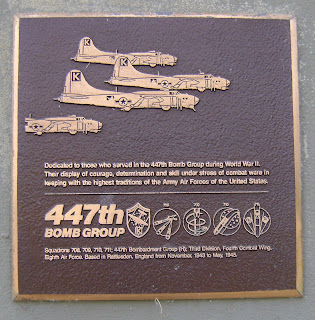 K
K
K
Dedicated to those who served in the 447th Bomb Group during World War II.
Their display of courage, determination and skill under stress of combat were in
keeping with the highest traditions of the Army Air Forces of the United States.
447th
BOMB GROUP
Squadrons 708, 709, 710, 711; 447th Bombardment Group (H); Third Division, Fourth Combat Wing,
Eighth Air Force. Based in Rattlesden, England from November, 1943 to May, 1945.